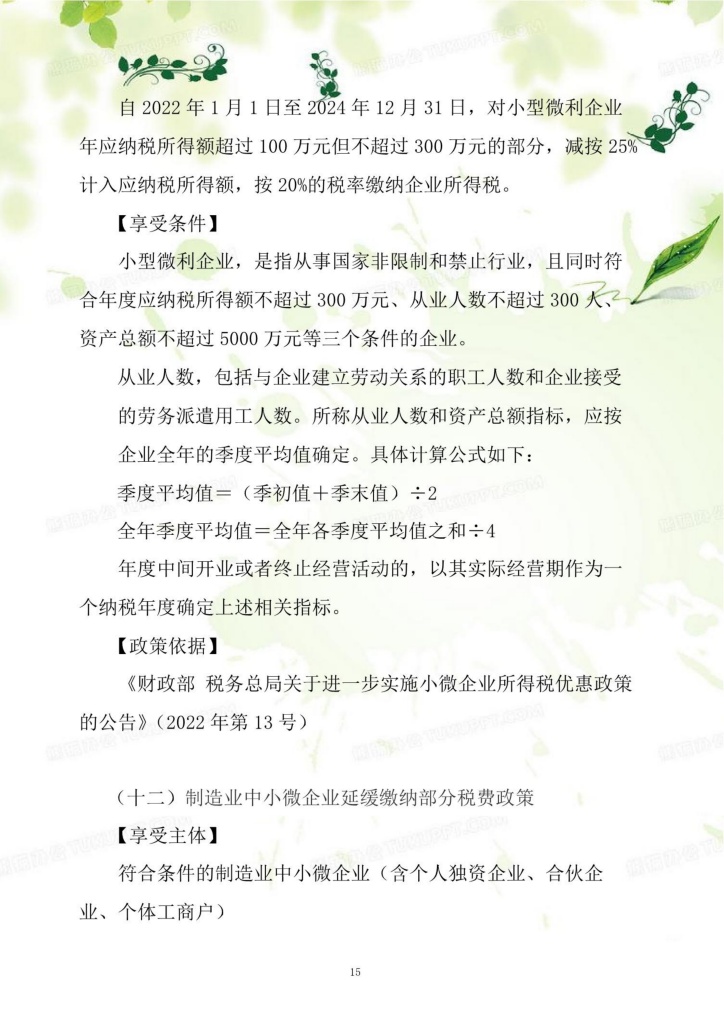 自 2022 年 1 月 1 日至 2024 年 12 月 31 日，对小型微利企业
年应纳税所得额超过 100 万元但不超过 300 万元的部分，减按 25%
计入应纳税所得额，按 20%的税率缴纳企业所得税。
【享受条件】
小型微利企业，是指从事国家非限制和禁止行业，且同时符
合年度应纳税所得额不超过 300 万元、从业人数不超过 300 人、
资产总额不超过 5000 万元等三个条件的企业。
从业人数，包括与企业建立劳动关系的职工人数和企业接受
的劳务派遣用工人数。所称从业人数和资产总额指标，应按
企业全年的季度平均值确定。具体计算公式如下：
季度平均值＝（季初值＋季末值）÷2
全年季度平均值＝全年各季度平均值之和÷4
年度中间开业或者终止经营活动的，以其实际经营期作为一
个纳税年度确定上述相关指标。
【政策依据】
《财政部 税务总局关于进一步实施小微企业所得税优惠政策
的公告》（2022 年第 13 号）
（十二）制造业中小微企业延缓缴纳部分税费政策
【享受主体】
符合条件的制造业中小微企业（含个人独资企业、合伙企
业、个体工商户）
15